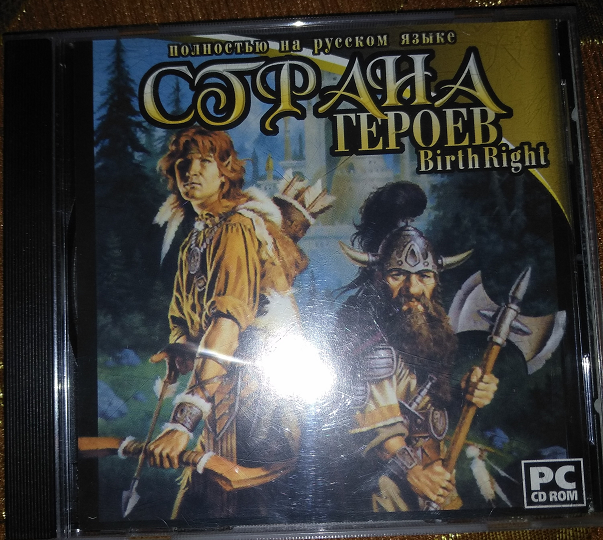 полностью на русском языке
СТРАНА
ГЕРОЕВ
BirthRight
PC
CD ROM